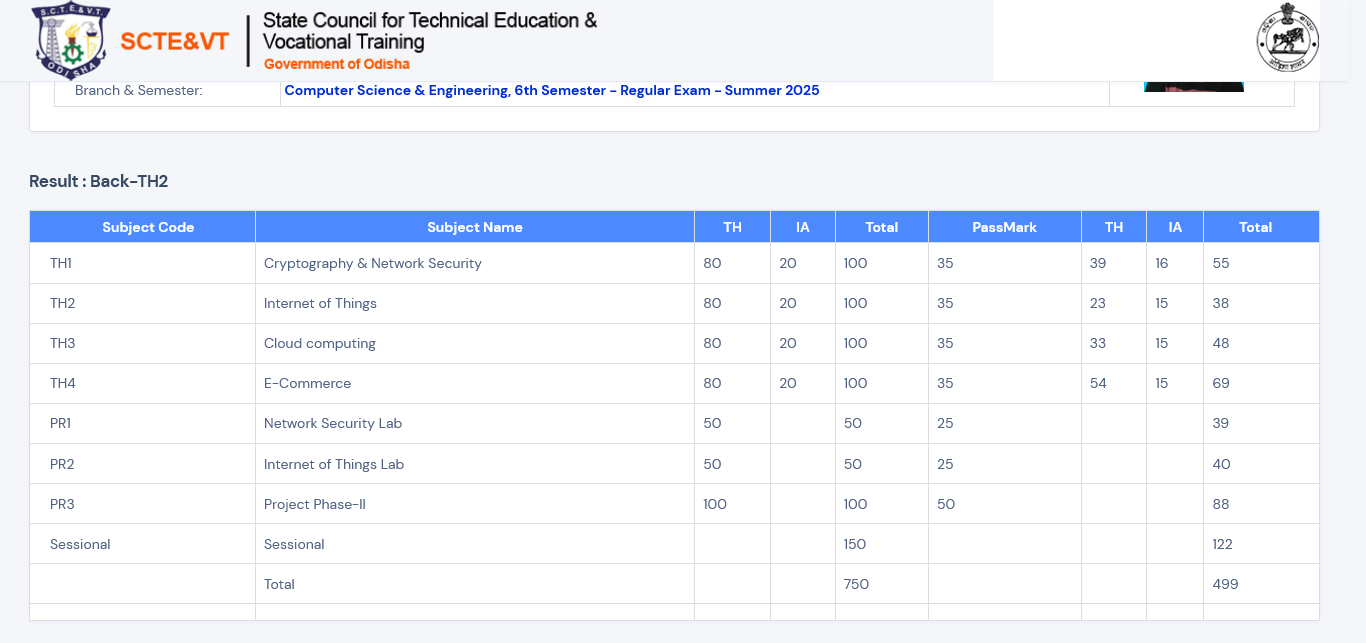 S.C.T.E.&V.T.
ODISHA
SCTE&VT
State Council for Technical Education &
Vocational Training
Government of Odisha
Branch & Semester: Computer Science & Engineering, 6th Semester - Regular Exam - Summer 2025
Result : Back-TH2
Subject Code Subject Name TH IA Total PassMark TH IA Total
TH1 Cryptography & Network Security 80 20 100 35 39 16 55
TH2 Internet of Things 80 20 100 35 23 15 38
TH3 Cloud computing 80 20 100 35 33 15 48
TH4 E-Commerce 80 20 100 35 54 15 69
PR1 Network Security Lab 50 50 25 39
PR2 Internet of Things Lab 50 50 25 40
PR3 Project Phase-II 100 100 50 88
Sessional Sessional 150 122
Total 750 499